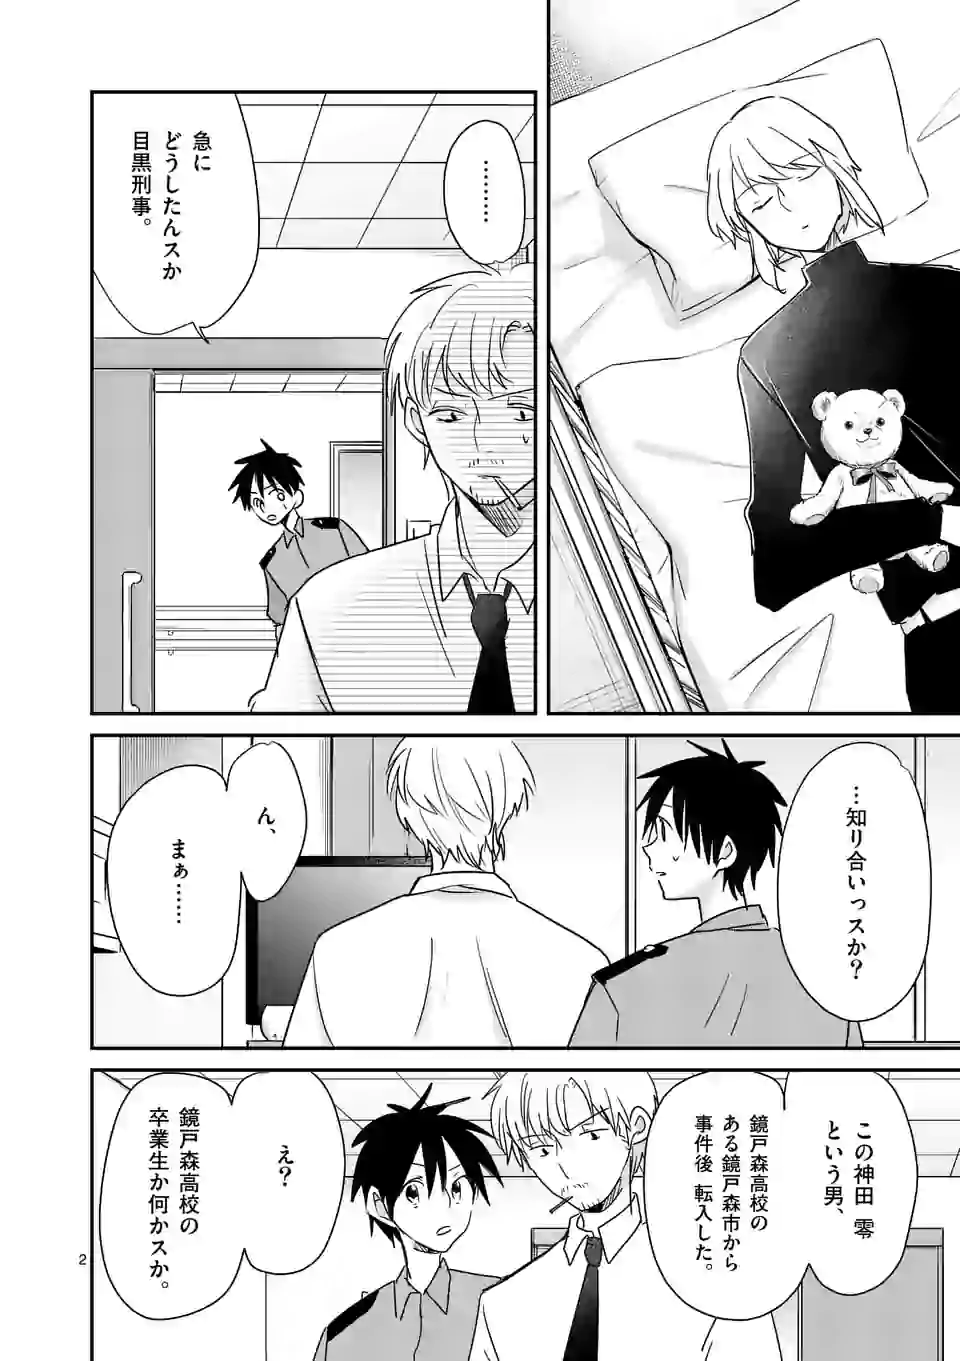 ………
急に
どうしたんスか
目黒刑事。
…知り合いっスか?
ん、
まぁ……
この神田 零
という男、
鏡戸森高校の
ある鏡戸森市から
事件後 転入した。
え?
鏡戸森高校の
卒業生か何かスか。
2